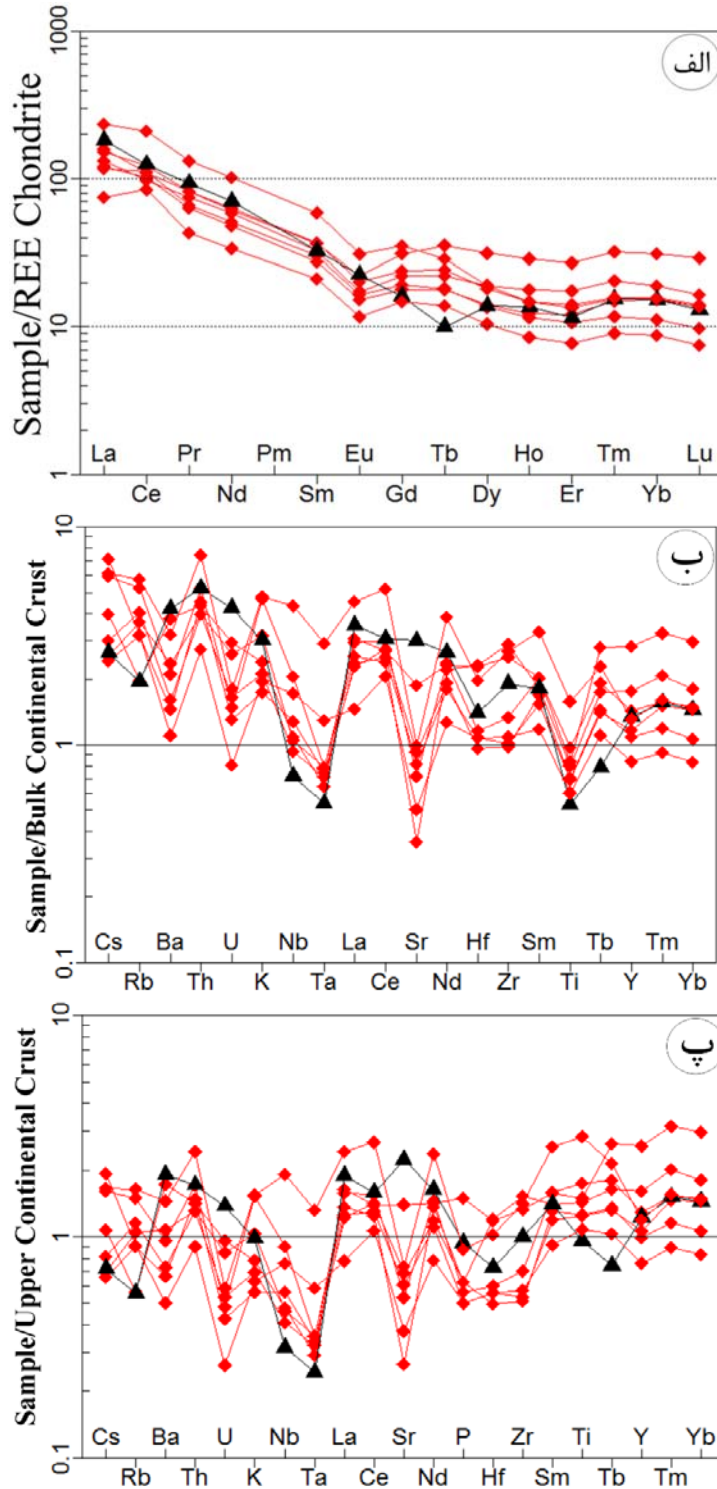 الف
Sample/REE Chondrite
1000
100
10
1
La Pr Pm Eu Tb Ho Tm Lu
Ce Nd Sm Gd Dy Er Yb
ب
Sample/Bulk Continental Crust
10
1
0.1
Cs Ba U Nb La Sr Hf Sm Tb Tm
Rb Th K Ta Ce Nd Zr Ti Y Yb
پ
Sample/Upper Continental Crust
10
1
0.1
Cs Ba U Nb La Sr P Zr Ti Y Yb
Rb Th K Ta Ce Nd Hf Sm Tb Tm